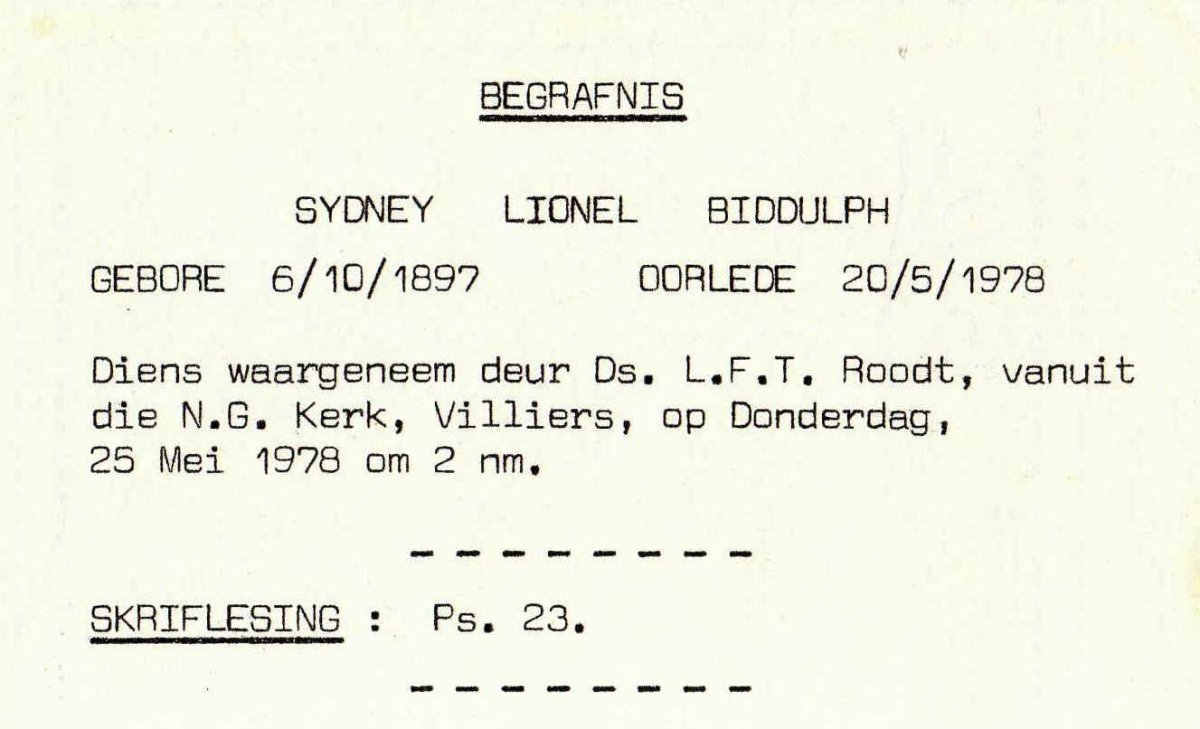 BEGRAFNIS
SYDNEY LIONEL BIDDULPH
GEBORE 6/10/1897 OORLEDE 20/5/1978
Diens waargeneem deur Ds. L.F.T. Roodt, vanuit
die N.G. Kerk, Villiers, op Donderdag,
25 Mei 1978 om 2 nm.
- - - - - - - -
SKRIFLESING : Ps. 23.
- - - - - - - -